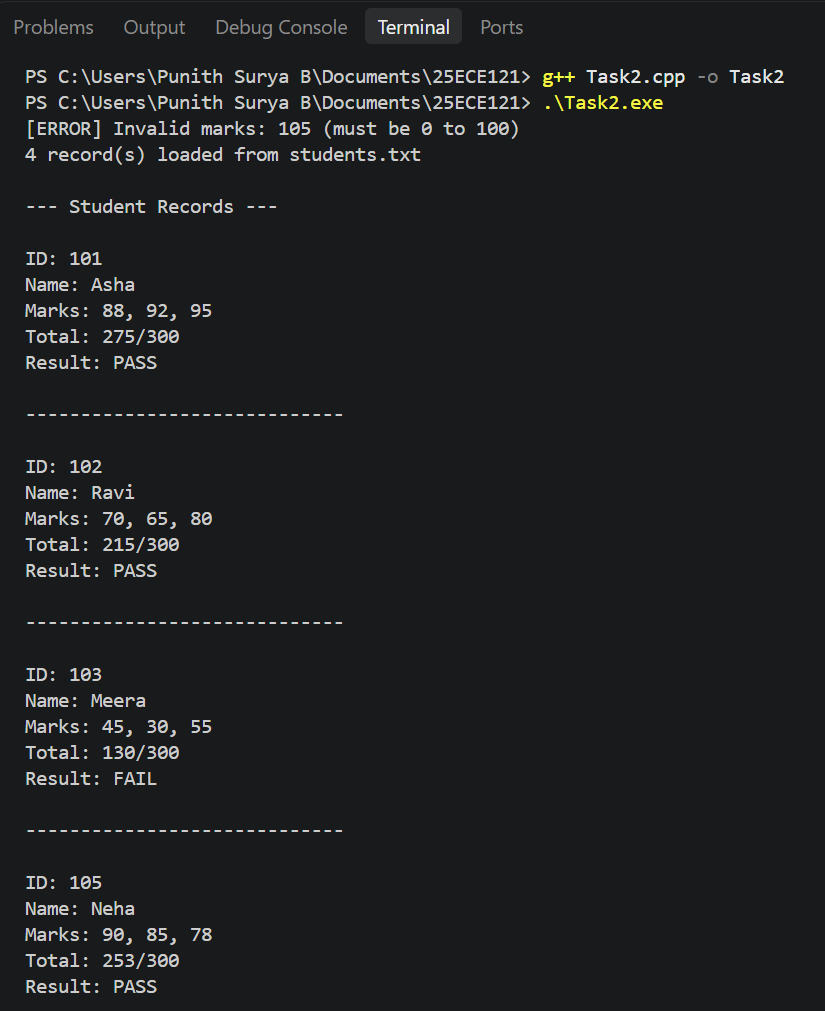 Problems Output Debug Console Terminal Ports
PS C:\Users\Punith Surya B\Documents\25ECE121> g++ Task2.cpp -o Task2
PS C:\Users\Punith Surya B\Documents\25ECE121> .\Task2.exe
[ERROR] Invalid marks: 105 (must be 0 to 100)
4 record(s) loaded from students.txt
--- Student Records ---
ID: 101
Name: Asha
Marks: 88, 92, 95
Total: 275/300
Result: PASS
-----------------------------
ID: 102
Name: Ravi
Marks: 70, 65, 80
Total: 215/300
Result: PASS
-----------------------------
ID: 103
Name: Meera
Marks: 45, 30, 55
Total: 130/300
Result: FAIL
-----------------------------
ID: 105
Name: Neha
Marks: 90, 85, 78
Total: 253/300
Result: PASS